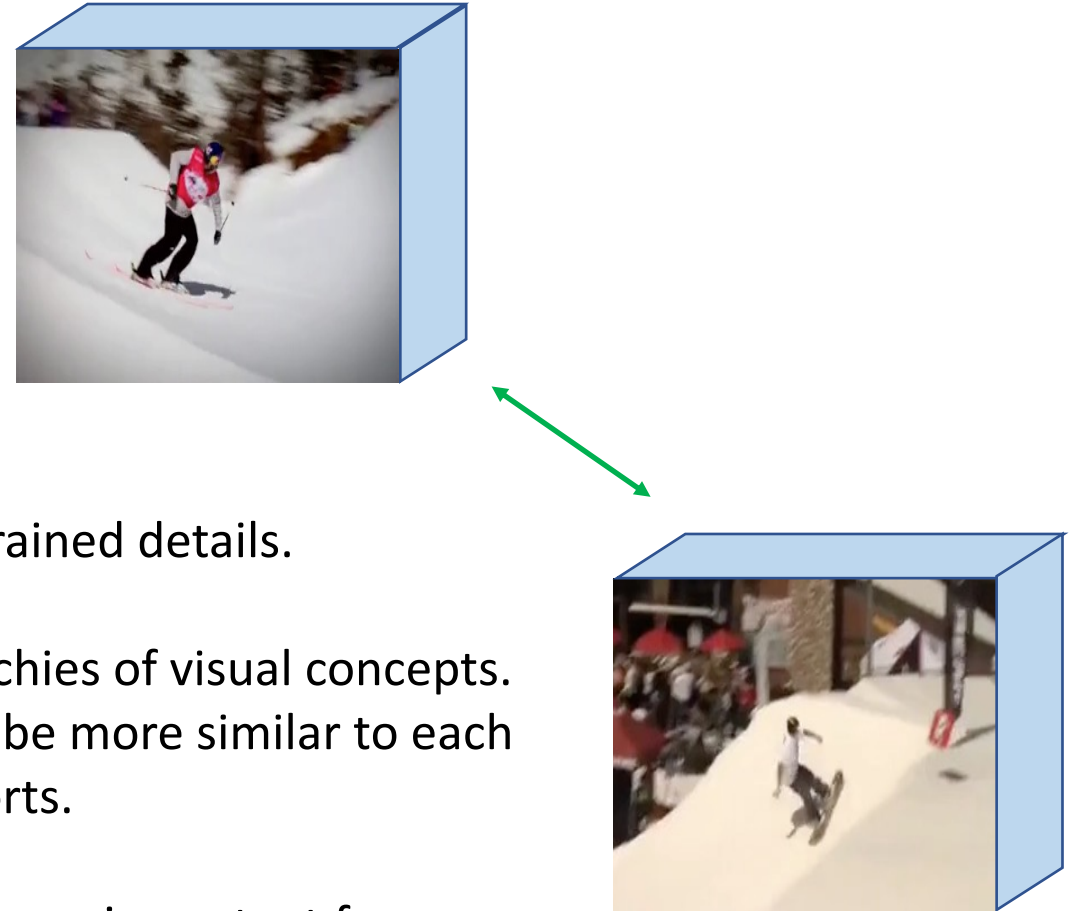 rained details.
chies of visual concepts.
be more similar to each
rts.